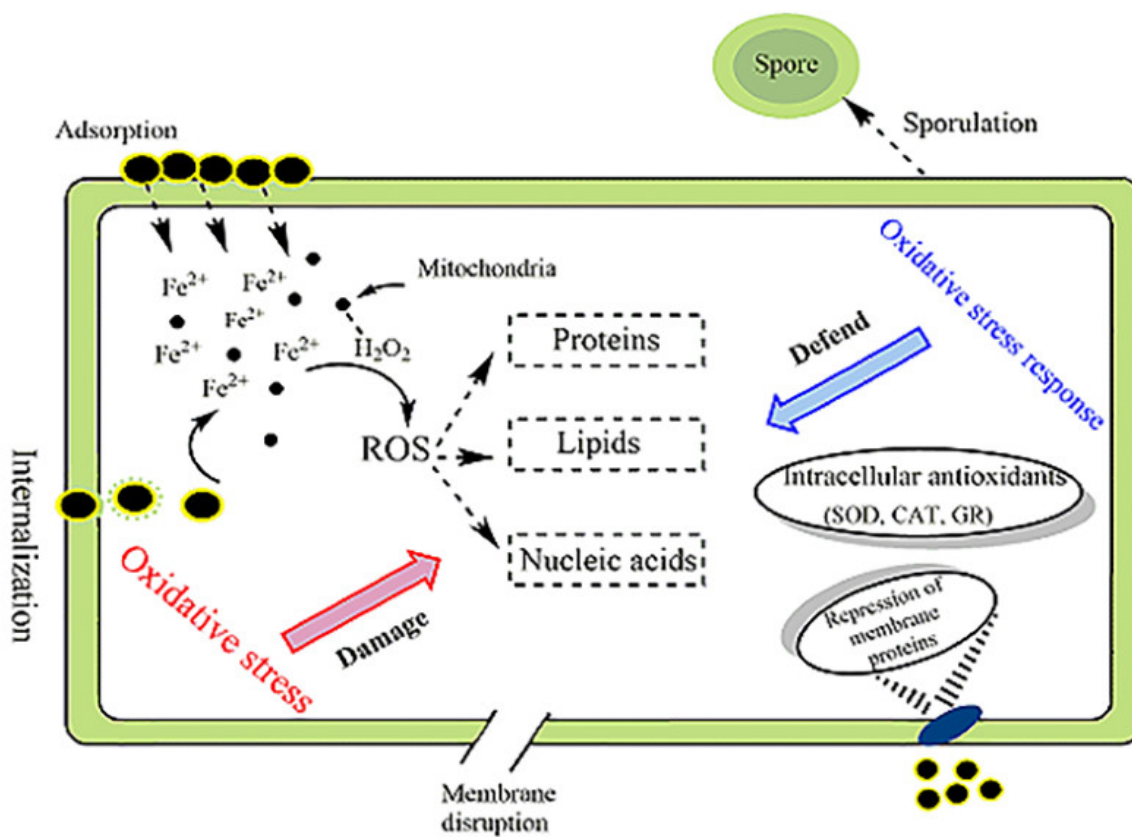 Spore
Sporulation
Adsorption
Fe²⁺
Fe²⁺
Fe²⁺
Fe²⁺
Fe²⁺
Fe²⁺
Mitochondria
H₂O₂
ROS
Proteins
Lipids
Nucleic acids
Internalization
Oxidative stress
Damage
Membrane
disruption
Oxidative stress response
Defend
Intracellular antioxidants
(SOD, CAT, GR)
Repression of
membrane
proteins